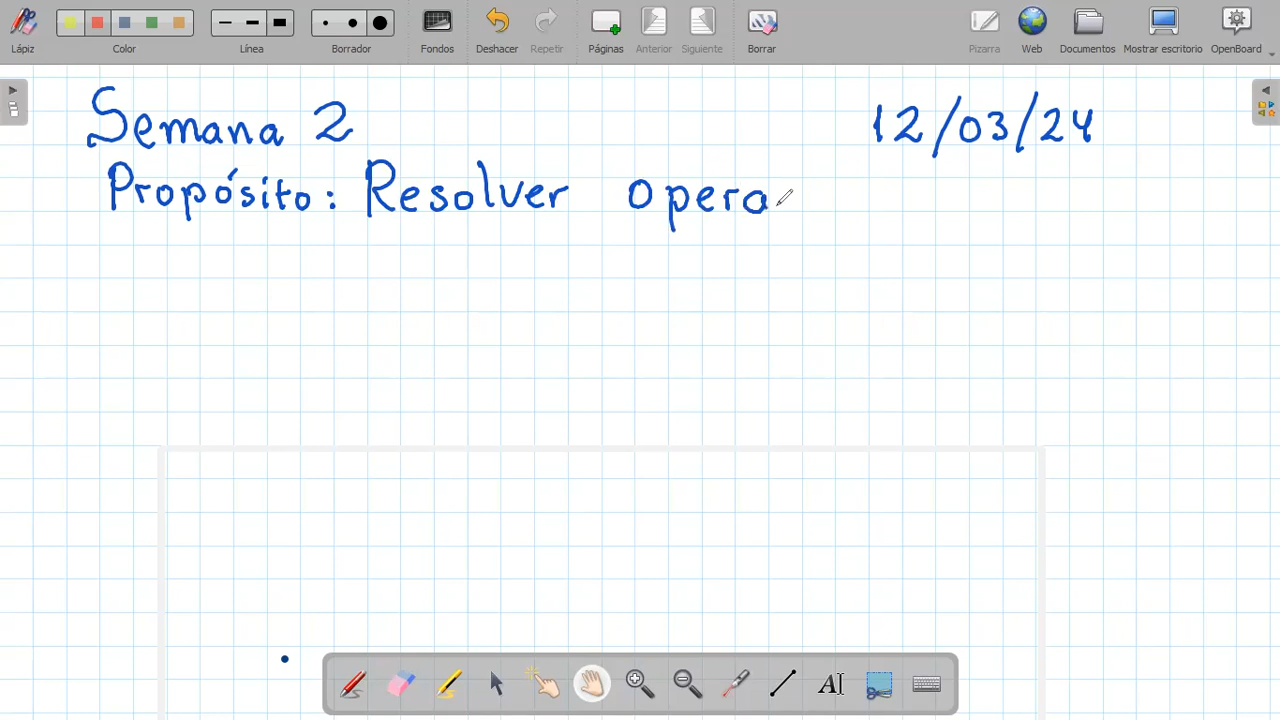 Lápiz Color Línea Borrador Fondos Deshacer Repetir Páginas Anterior Siguiente Borrar Pizarra Web Documentos Mostrar escritorio OpenBoard
Semana 2 12/03/24
Propósito: Resolver opera
AI